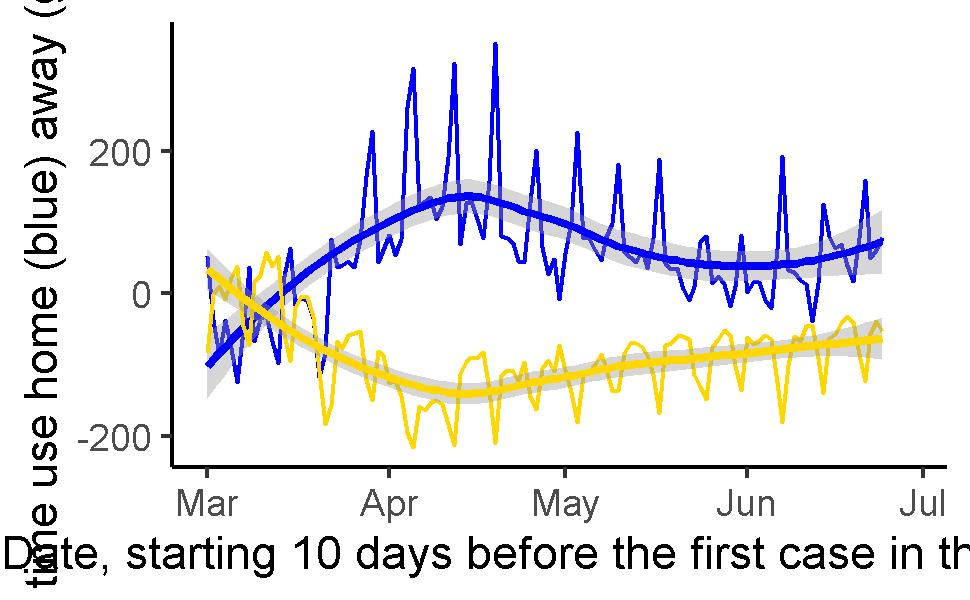 time use home (blue) away (
200
0
-200
Mar Apr May Jun Jul
Date, starting 10 days before the first case in th